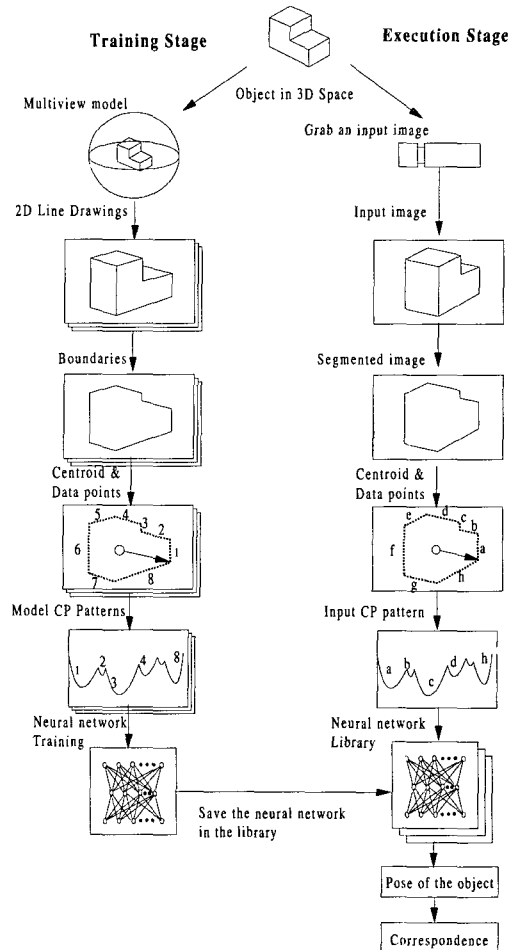 Training Stage
Execution Stage
Object in 3D Space
Multiview model
Grab an input image
2D Line Drawings
Input image
Boundaries
Segmented image
Centroid &
Data points
Centroid &
Data points
5 4 3 2
6 1
7 8
e d c b
f a
g h
Model CP Patterns
Input CP pattern
1 2 3 4 8
a b c d h
Neural network
Training
Neural network
Library
Save the neural network
in the library
Pose of the object
Correspondence